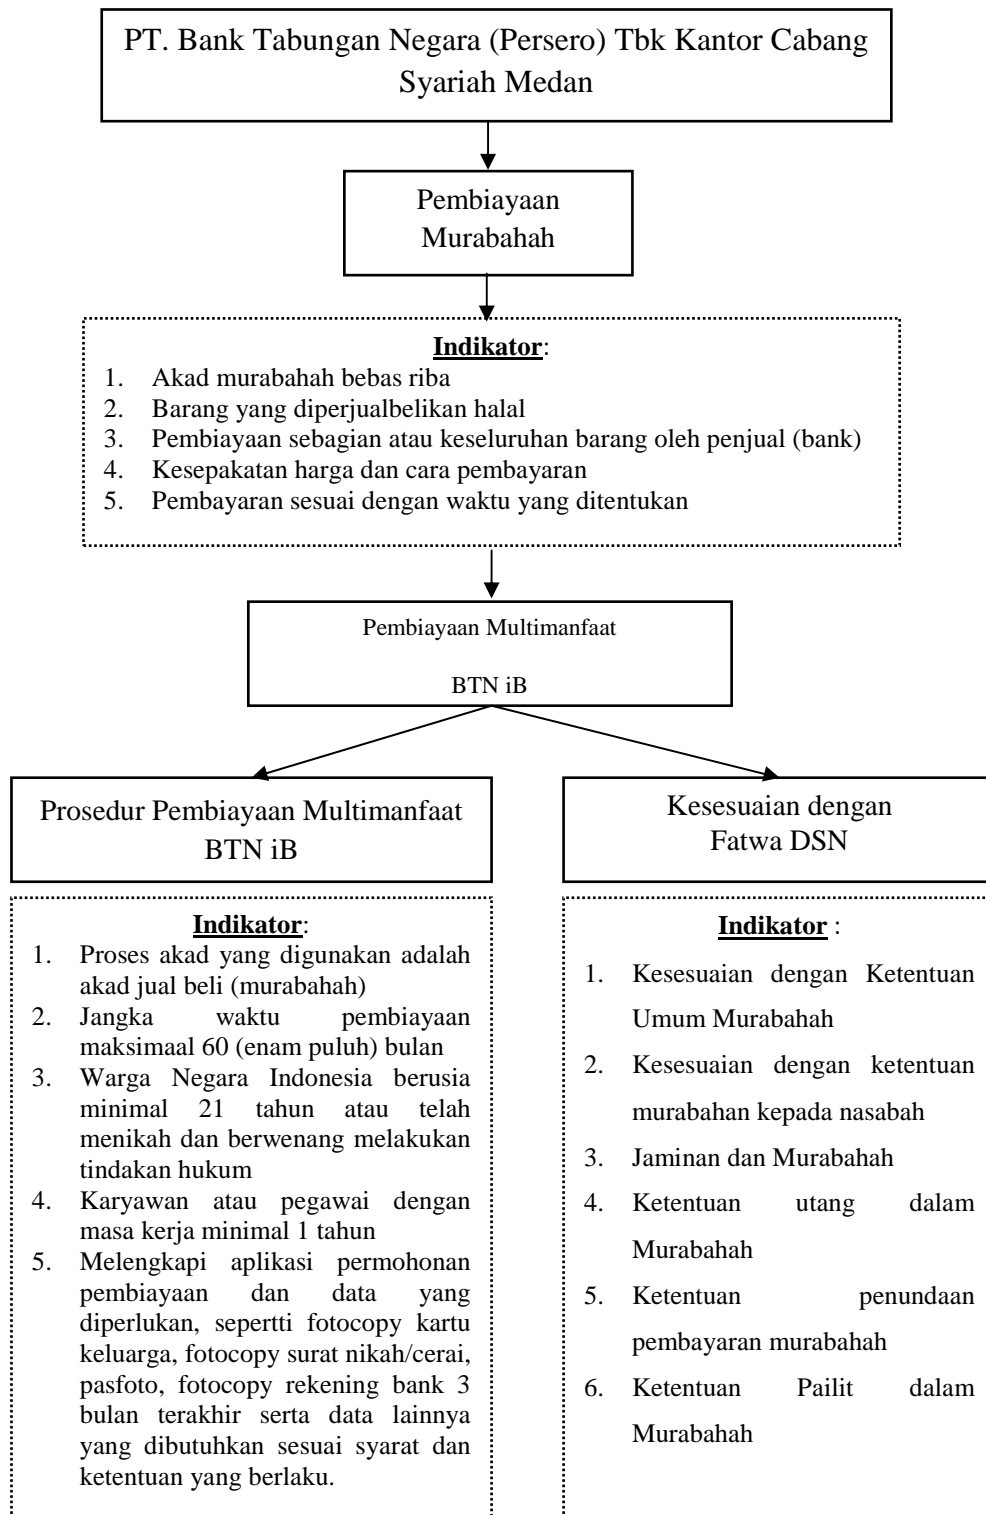 PT. Bank Tabungan Negara (Persero) Tbk Kantor Cabang
Syariah Medan
Pembiayaan
Murabahah
Indikator:
1. Akad murabahah bebas riba
2. Barang yang diperjualbelikan halal
3. Pembiayaan sebagian atau keseluruhan barang oleh penjual (bank)
4. Kesepakatan harga dan cara pembayaran
5. Pembayaran sesuai dengan waktu yang ditentukan
Pembiayaan Multimanfaat
BTN iB
Prosedur Pembiayaan Multimanfaat
BTN iB
Indikator:
1. Proses akad yang digunakan adalah
akad jual beli (murabahah)
2. Jangka waktu pembiayaan
maksimaal 60 (enam puluh) bulan
3. Warga Negara Indonesia berusia
minimal 21 tahun atau telah
menikah dan berwenang melakukan
tindakan hukum
4. Karyawan atau pegawai dengan
masa kerja minimal 1 tahun
5. Melengkapi aplikasi permohonan
pembiayaan dan data yang
diperlukan, sepertti fotocopy kartu
keluarga, fotocopy surat nikah/cerai,
pasfoto, fotocopy rekening bank 3
bulan terakhir serta data lainnya
yang dibutuhkan sesuai syarat dan
ketentuan yang berlaku.
Kesesuaian dengan
Fatwa DSN
Indikator :
1. Kesesuaian dengan Ketentuan
Umum Murabahah
2. Kesesuaian dengan ketentuan
murabahan kepada nasabah
3. Jaminan dan Murabahah
4. Ketentuan utang dalam
Murabahah
5. Ketentuan penundaan
pembayaran murabahah
6. Ketentuan Pailit dalam
Murabahah